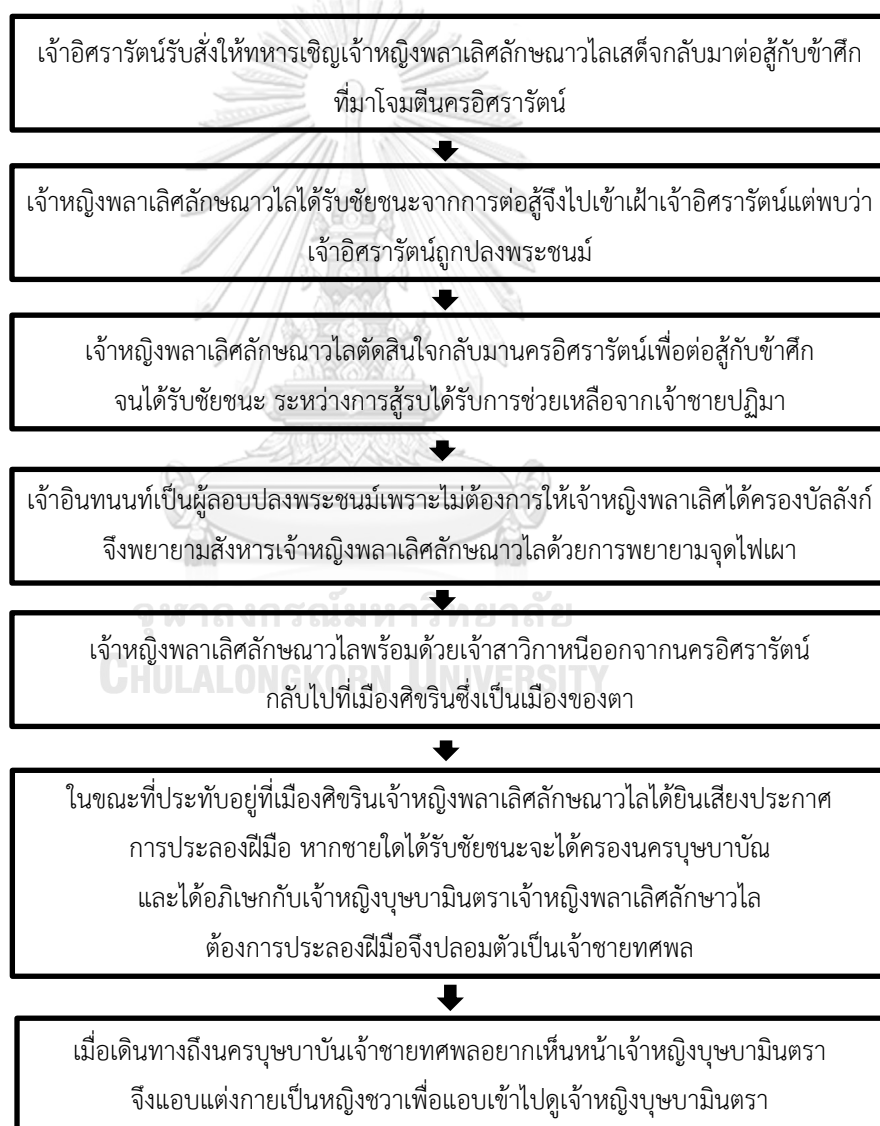 เจ้าอิศรารัตน์รับสั่งให้ทหารเชิญเจ้าหญิงพลาเลิศลักษณาวไลเสด็จกลับมาต่อสู้กับข้าศึก
ที่มาโจมตีนครอิศรารัตน์
เจ้าหญิงพลาเลิศลักษณาวไลได้รับชัยชนะจากการต่อสู้จึงไปเข้าเฝ้าเจ้าอิศรารัตน์แต่พบว่า
เจ้าอิศรารัตน์ถูกปลงพระชนม์
เจ้าหญิงพลาเลิศลักษณาวไลตัดสินใจกลับมานครอิศรารัตน์เพื่อต่อสู้กับข้าศึก
จนได้รับชัยชนะ ระหว่างการสู้รบได้รับการช่วยเหลือจากเจ้าชายปฏิมา
เจ้าอินทนนท์เป็นผู้ลอบปลงพระชนม์เพราะไม่ต้องการให้เจ้าหญิงพลาเลิศได้ครองบัลลังก์
จึงพยายามสังหารเจ้าหญิงพลาเลิศลักษณาวไลด้วยการพยายามจุดไฟเผา
จุฬาลงกรณ์มหาวิทยาลัย
เจ้าหญิงพลาเลิศลักษณาวไลพร้อมด้วยเจ้าสาวิกาหนีออกจากนครอิศรารัตน์
CHULALONGKORN UNIVERSITY
กลับไปที่เมืองศิขรินซึ่งเป็นเมืองของตา
ในขณะที่ประทับอยู่ที่เมืองศิขรินเจ้าหญิงพลาเลิศลักษณาวไลได้ยินเสียงประกาศ
การประลองฝีมือ หากชายใดได้รับชัยชนะจะได้ครองนครบุษบาบัณ
และได้อภิเษกกับเจ้าหญิงบุษบามินตราเจ้าหญิงพลาเลิศลักษาวไล
ต้องการประลองฝีมือจึงปลอมตัวเป็นเจ้าชายทศพล
เมื่อเดินทางถึงนครบุษบาบันเจ้าชายทศพลอยากเห็นหน้าเจ้าหญิงบุษบามินตรา
จึงแอบแต่งกายเป็นหญิงชวาเพื่อแอบเข้าไปดูเจ้าหญิงบุษบามินตรา